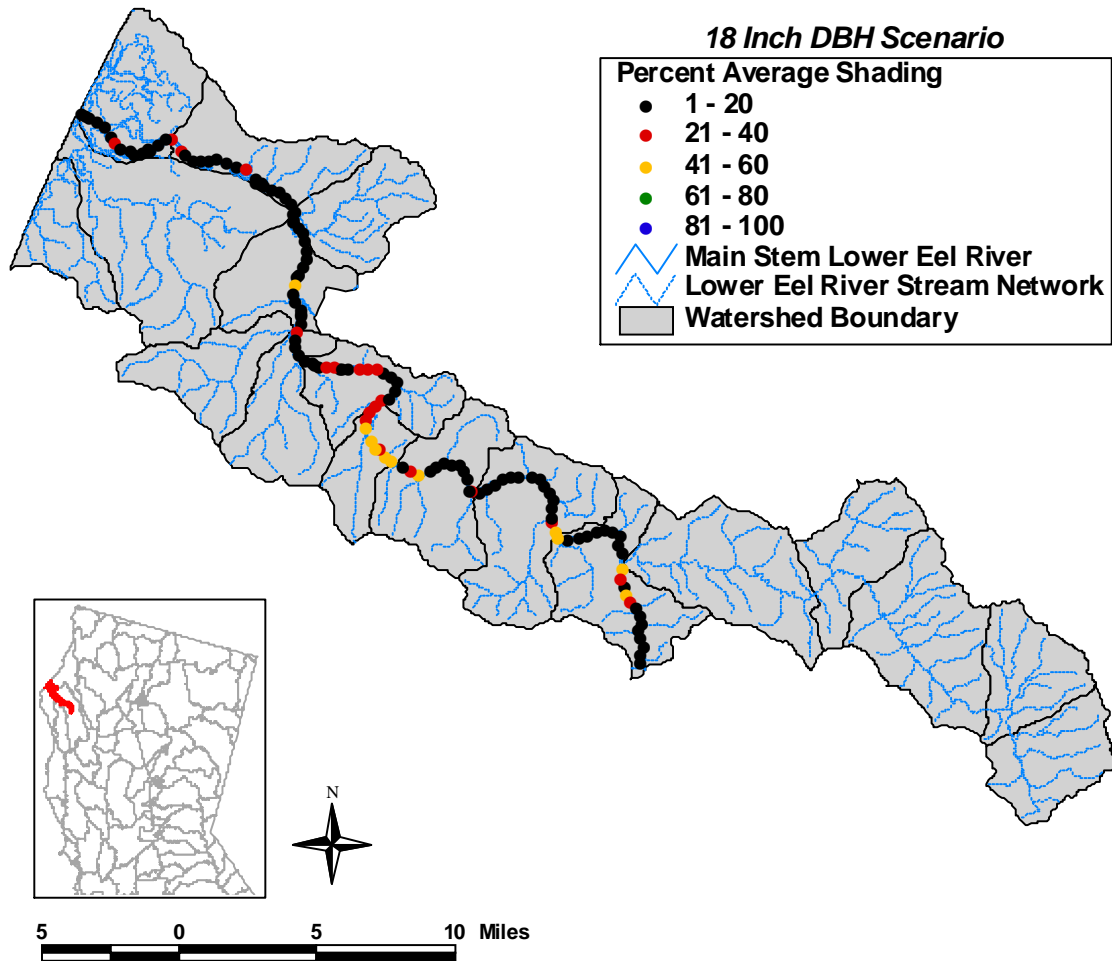 18 Inch DBH Scenario
Percent Average Shading
1 - 20
21 - 40
41 - 60
61 - 80
81 - 100
Main Stem Lower Eel River
Lower Eel River Stream Network
Watershed Boundary
N
5 0 5 10 Miles